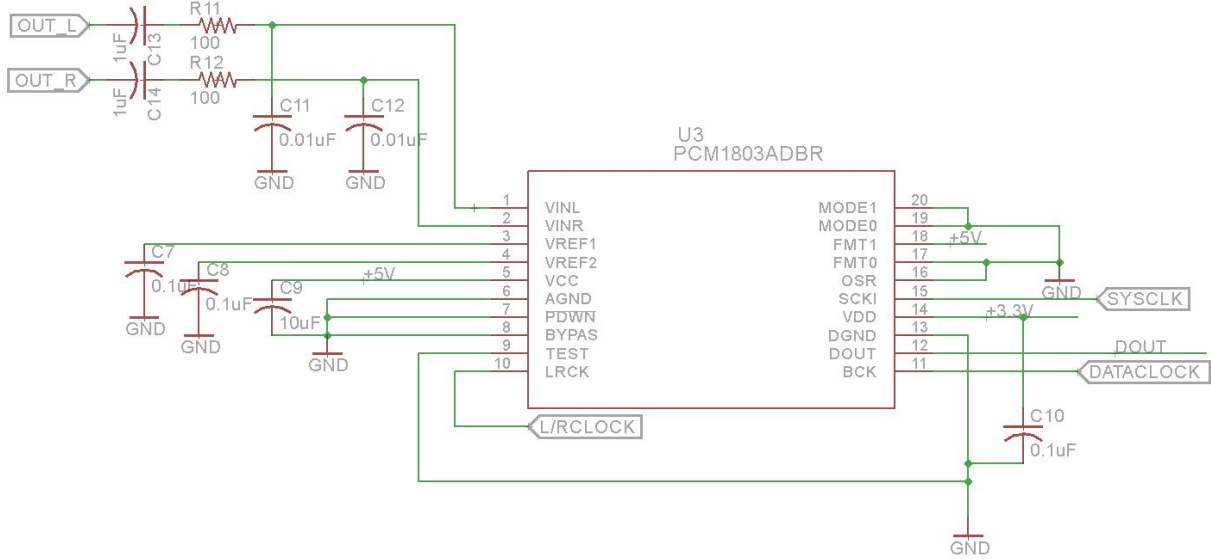 OUT_L
1uF
C13
R11
100
OUT_R
1uF
C14
R12
100
C11
0.01uF
GND
C12
0.01uF
GND
U3
PCM1803ADBR
1 VINL
2 VINR
3 VREF1
4 VREF2
5 VCC
6 AGND
7 PDWN
8 BYPAS
9 TEST
10 LRCK
MODE1 20
MODE0 19
FMT1 18
FMT0 17
OSR 16
SCKI 15
VDD 14
DGND 13
DOUT 12
BCK 11
C7
0.1uF
GND
C8
0.1uF
GND
+5V
C9
10uF
GND
L/RCLOCK
+5V
GND
SYSCLK
+3.3V
DOUT
DATACLOCK
C10
0.1uF
GND